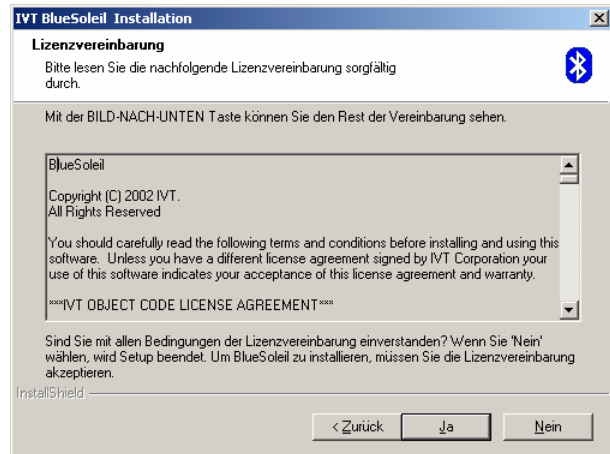 IVT BlueSoleil Installation
Lizenzvereinbarung
Bitte lesen Sie die nachfolgende Lizenzvereinbarung sorgfältig
durch.
Mit der BILD-NACH-UNTEN Taste können Sie den Rest der Vereinbarung sehen.
BlueSoleil
Copyright (C) 2002 IVT.
All Rights Reserved
You should carefully read the following terms and conditions before installing and using this
software. Unless you have a different license agreement signed by IVT Corporation your
use of this software indicates your acceptance of this license agreement and warranty.
***IVT OBJECT CODE LICENSE AGREEMENT***
Sind Sie mit allen Bedingungen der Lizenzvereinbarung einverstanden? Wenn Sie 'Nein'
wählen, wird Setup beendet. Um BlueSoleil zu installieren, müssen Sie die Lizenzvereinbarung
akzeptieren.
InstallShield
< Zurück
Ja
Nein